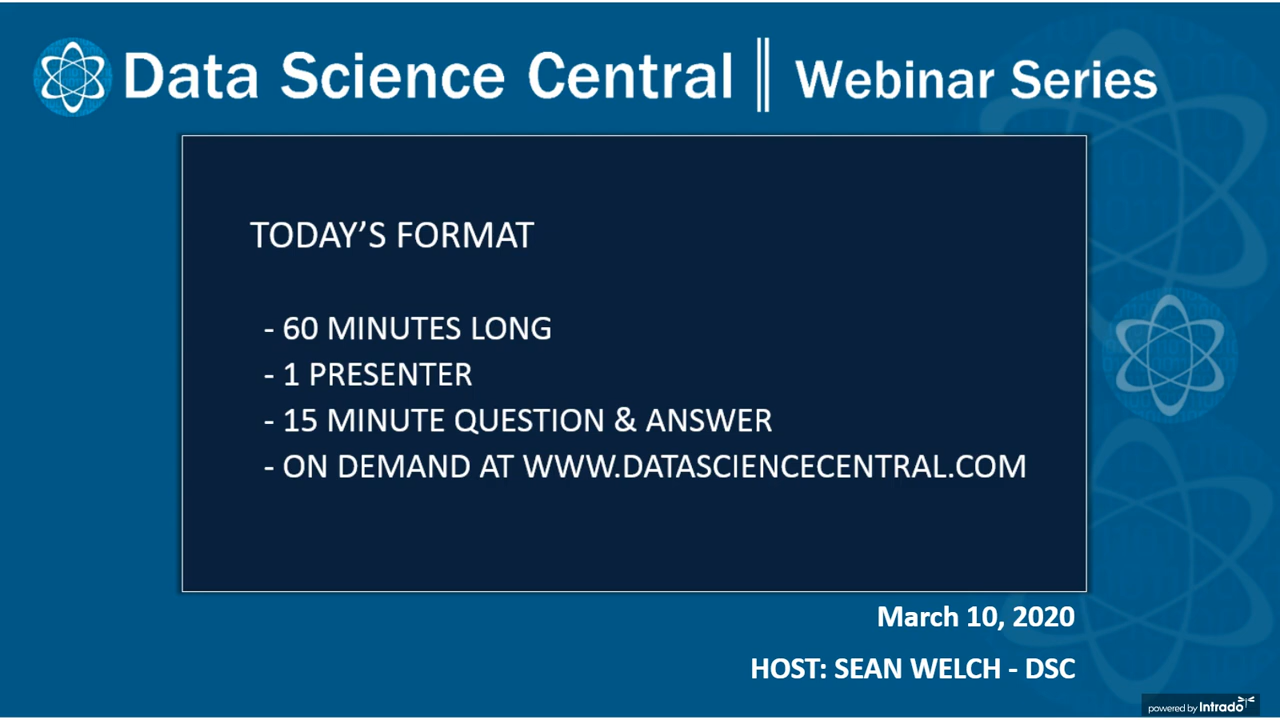 Data Science Central || Webinar Series
TODAY’S FORMAT
- 60 MINUTES LONG
- 1 PRESENTER
- 15 MINUTE QUESTION & ANSWER
- ON DEMAND AT WWW.DATASCIENCECENTRAL.COM
March 10, 2020
HOST: SEAN WELCH - DSC
powered by Intrado